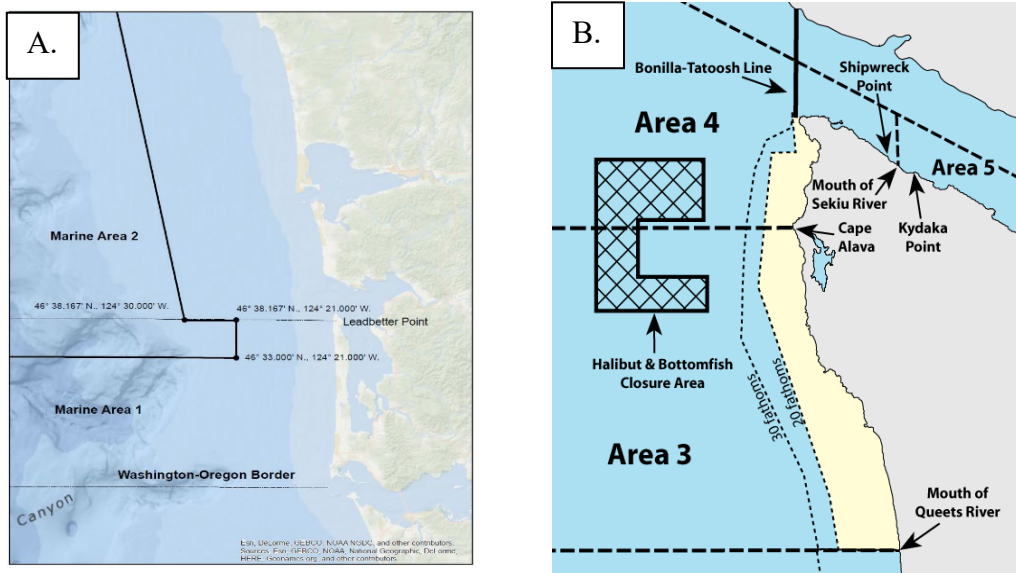 A.
Marine Area 2
46° 38.167' N., 124° 30.000' W.
46° 38.167' N., 124° 21.000' W.
Leadbetter Point
46° 33.000' N., 124° 21.000' W.
Marine Area 1
Washington-Oregon Border
Canyon
Esri, DeLorme, GEBCO, NOAA NGDC, and other contributors.
Sources: Esri, GEBCO, NOAA, National Geographic, DeLorme,
HERE, Geonames.org, and other contributors
B.
Bonilla-Tatoosh Line
Shipwreck
Point
Area 4
Area 5
Mouth of
Sekiu River
Kydaka
Point
Cape
Alava
Halibut & Bottomfish
Closure Area
30 fathoms
20 fathoms
Area 3
Mouth of
Queets River